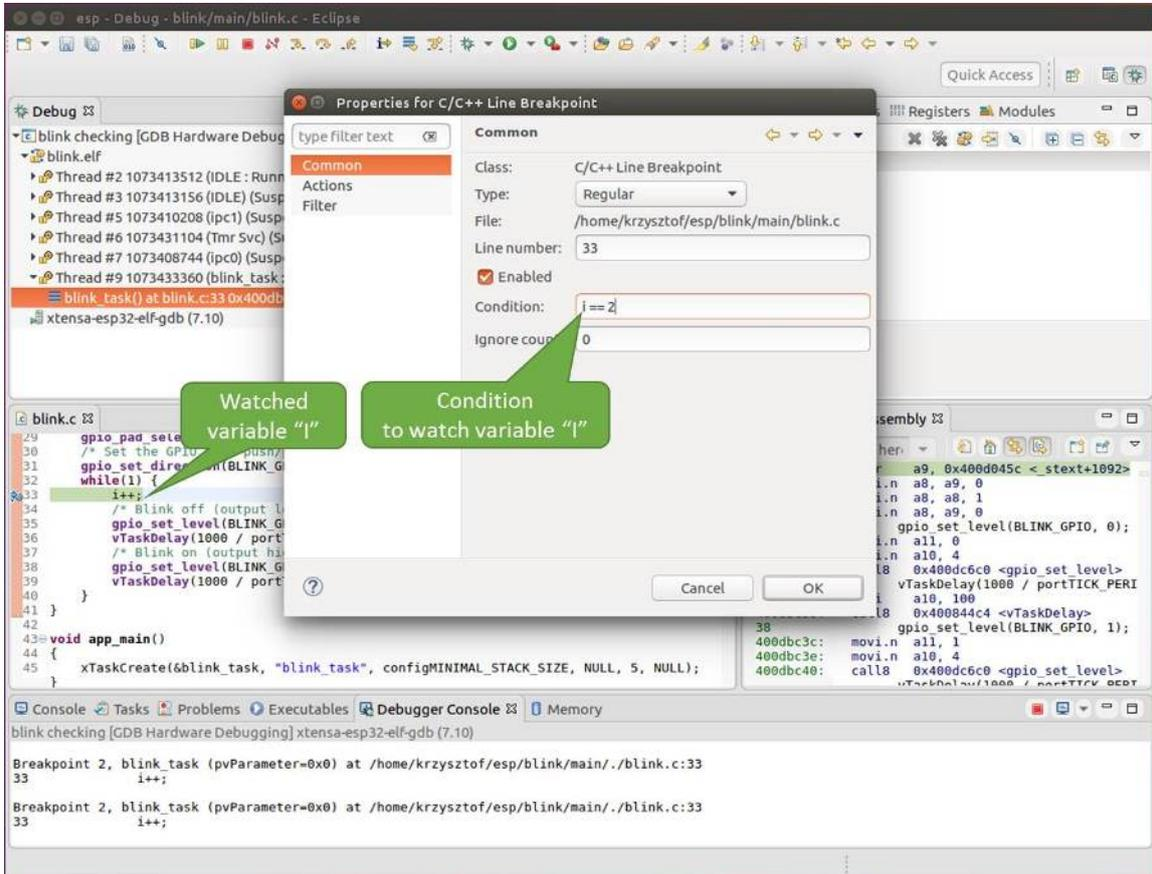 esp - Debug - blink/main/blink.c - Eclipse
Quick Access
Debug
Registers Modules
blink checking [GDB Hardware Debug
blink.elf
Thread #2 1073413512 (IDLE : Runn
Thread #3 1073413156 (IDLE) (Susp
Thread #5 1073410208 (ipc1) (Susp
Thread #6 1073431104 (Tmr Svc) (S
Thread #7 1073408744 (ipc0) (Susp
Thread #9 1073433360 (blink_task :
blink_task() at blink.c:33 0x400db
xtensa-esp32-elf-gdb (7.10)
Properties for C/C++ Line Breakpoint
type filter text
Common
Actions
Filter
Common
Class: C/C++ Line Breakpoint
Type: Regular
File: /home/krzysztof/esp/blink/main/blink.c
Line number: 33
Enabled
Condition: i == 2
Ignore coun 0
Cancel OK
Watched
variable “I”
Condition
to watch variable “I”
blink.c
29 gpio_pad_sele
30 /* Set the GPIO push/
31 gpio_set_direc n(BLINK_G
32 while(1) {
33 i++;
34 /* Blink off (output l
35 gpio_set_level(BLINK_G
36 vTaskDelay(1000 / port
37 /* Blink on (output hi
38 gpio_set_level(BLINK_G
39 vTaskDelay(1000 / port
40 }
41 }
42
43 void app_main()
44 {
45 xTaskCreate(&blink_task, "blink_task", configMINIMAL_STACK_SIZE, NULL, 5, NULL);
}
ssembly
her
r a9, 0x400d045c <_stext+1092>
i.n a8, a9, 0
i.n a8, a8, 1
i.n a8, a9, 0
gpio_set_level(BLINK_GPIO, 0);
i.n a11, 0
i.n a10, 4
l8 0x400dc6c0 <gpio_set_level>
vTaskDelay(1000 / portTICK_PERI
i a10, 100
0x400844c4 <vTaskDelay>
38 gpio_set_level(BLINK_GPIO, 1);
400dbc3c: movi.n a11, 1
400dbc3e: movi.n a10, 4
400dbc40: call8 0x400dc6c0 <gpio_set_level>
vTaskDelay(1000 / portTICK_PERI
Console Tasks Problems Executables Debugger Console Memory
blink checking [GDB Hardware Debugging] xtensa-esp32-elf-gdb (7.10)
Breakpoint 2, blink_task (pvParameter=0x0) at /home/krzysztof/esp/blink/main/./blink.c:33
33 i++;
Breakpoint 2, blink_task (pvParameter=0x0) at /home/krzysztof/esp/blink/main/./blink.c:33
33 i++;